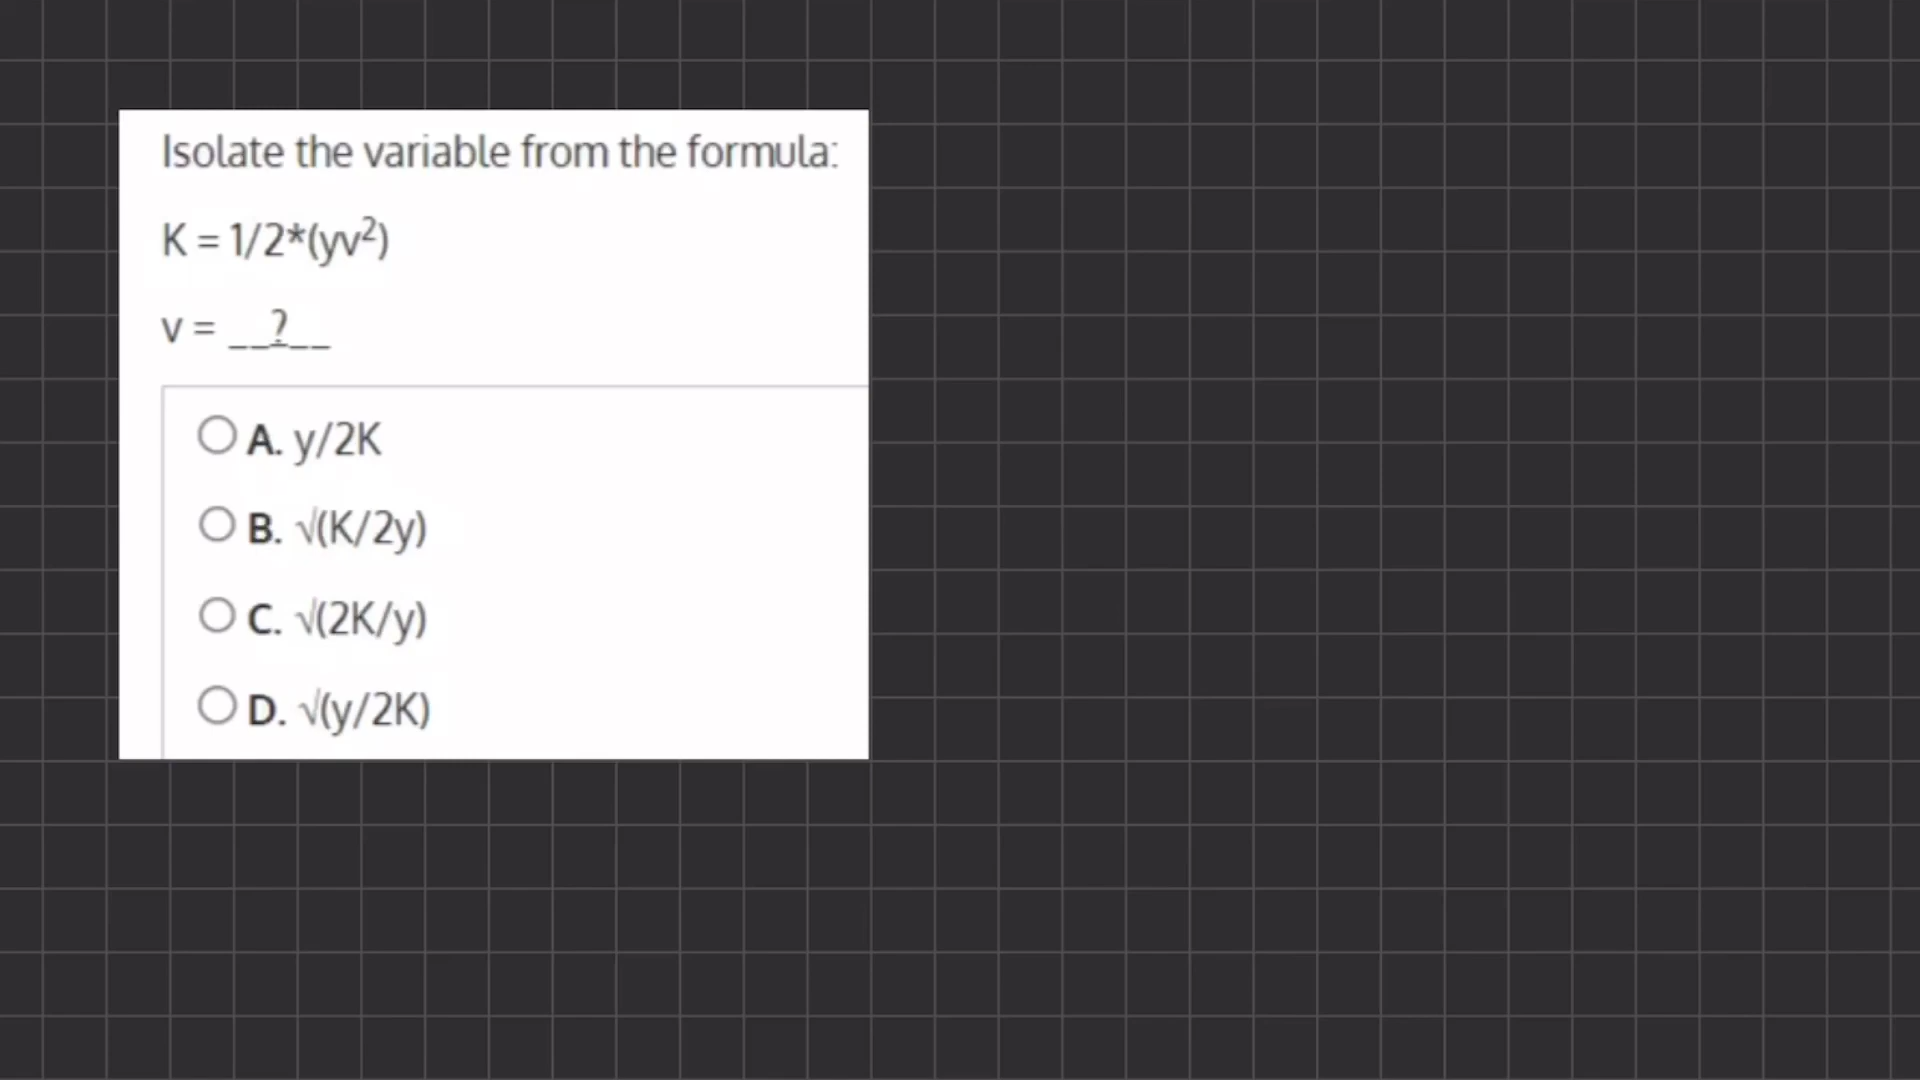 Isolate the variable from the formula:
K = 1/2*(yv²)
v = __?__
A. y/2K
B. √(K/2y)
C. √(2K/y)
D. √(y/2K)